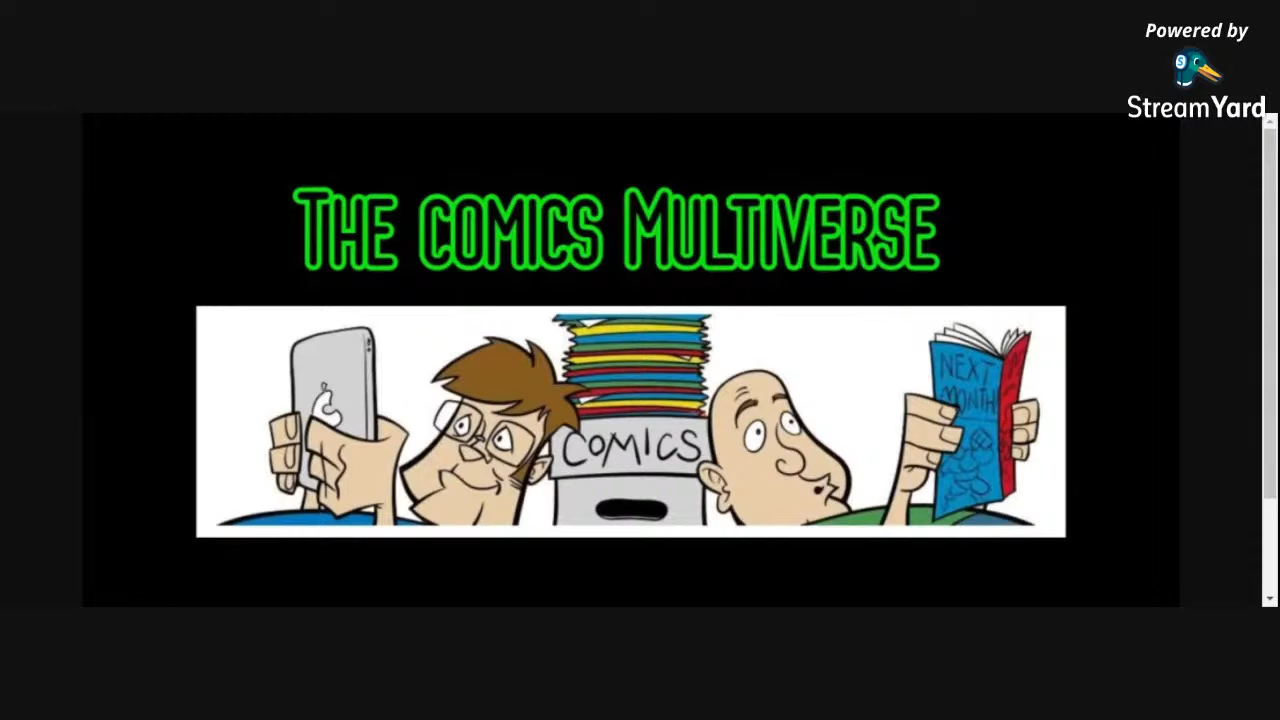 Powered by
StreamYard
THE COMICS MULTIVERSE
COMICS
NEXT
MONTH